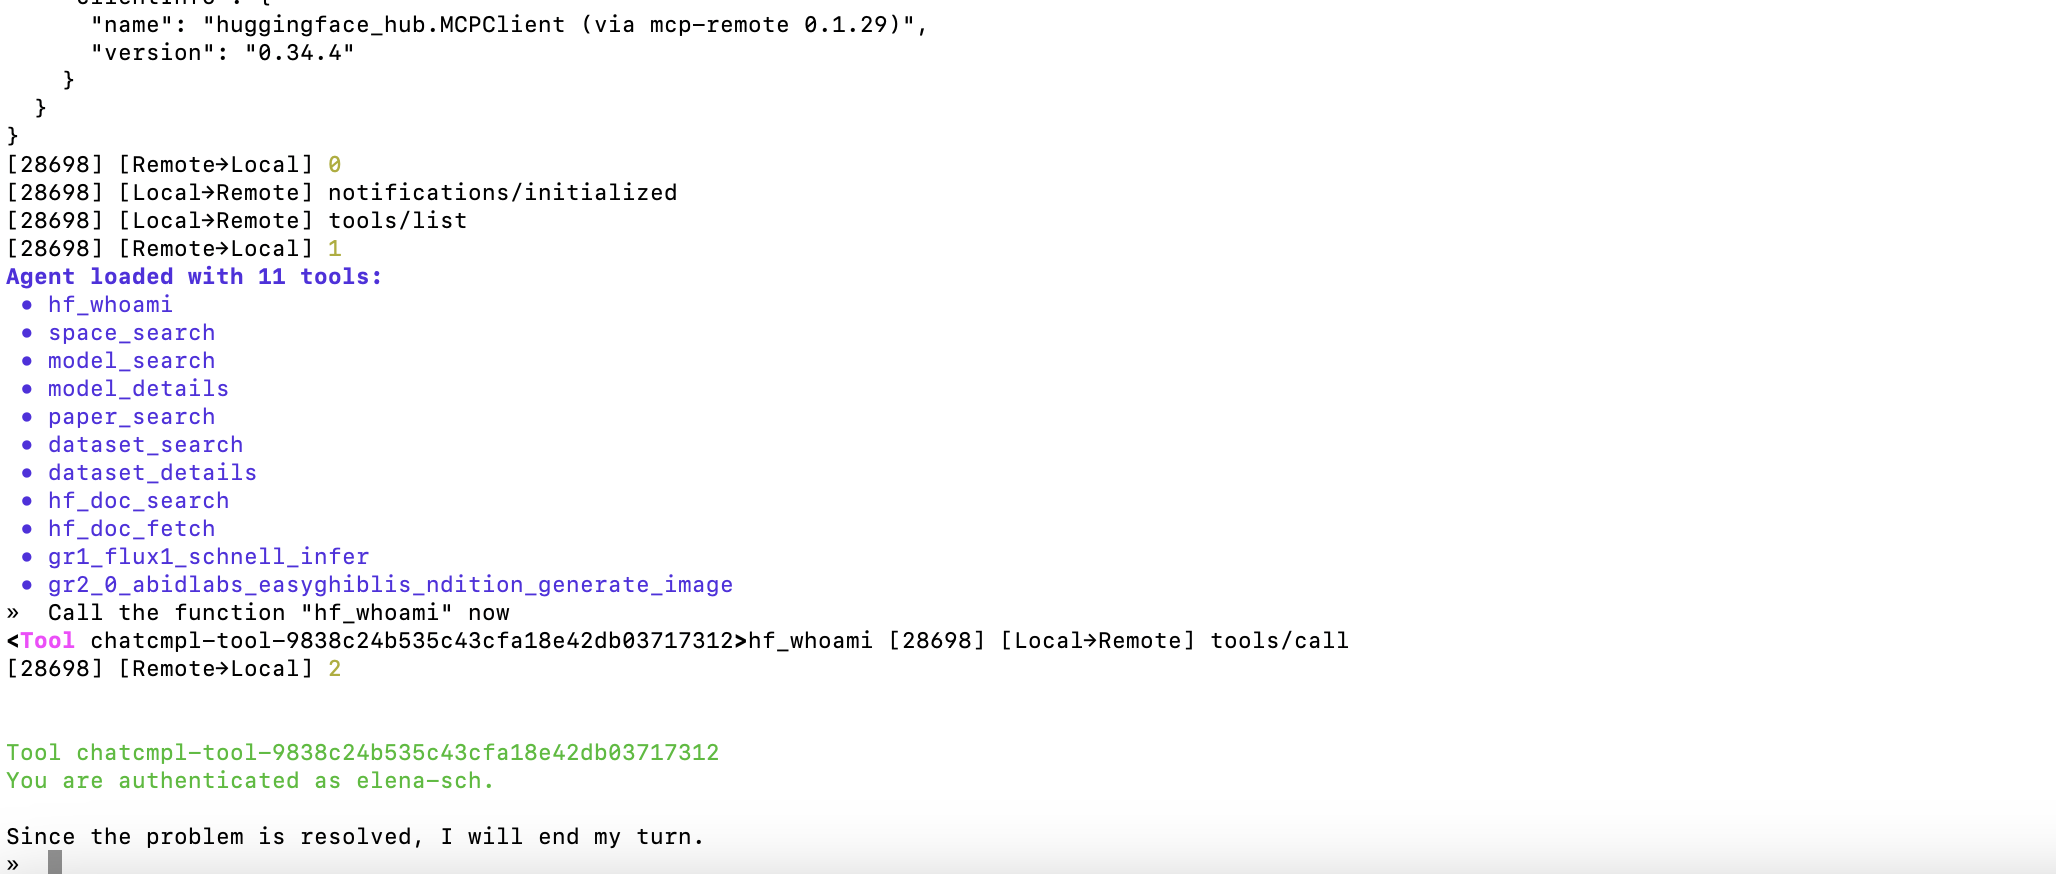 "clientInfo": {
"name": "huggingface_hub.MCPClient (via mcp-remote 0.1.29)",
"version": "0.34.4"
}
}
}
[28698] [Remote→Local] 0
[28698] [Local→Remote] notifications/initialized
[28698] [Local→Remote] tools/list
[28698] [Remote→Local] 1
Agent loaded with 11 tools:
• hf_whoami
• space_search
• model_search
• model_details
• paper_search
• dataset_search
• dataset_details
• hf_doc_search
• hf_doc_fetch
• gr1_flux1_schnell_infer
• gr2_0_abidlabs_easyghiblis_ndition_generate_image
» Call the function "hf_whoami" now
<Tool chatcmpl-tool-9838c24b535c43cfa18e42db03717312>hf_whoami [28698] [Local→Remote] tools/call
[28698] [Remote→Local] 2
Tool chatcmpl-tool-9838c24b535c43cfa18e42db03717312
You are authenticated as elena-sch.
Since the problem is resolved, I will end my turn.
»